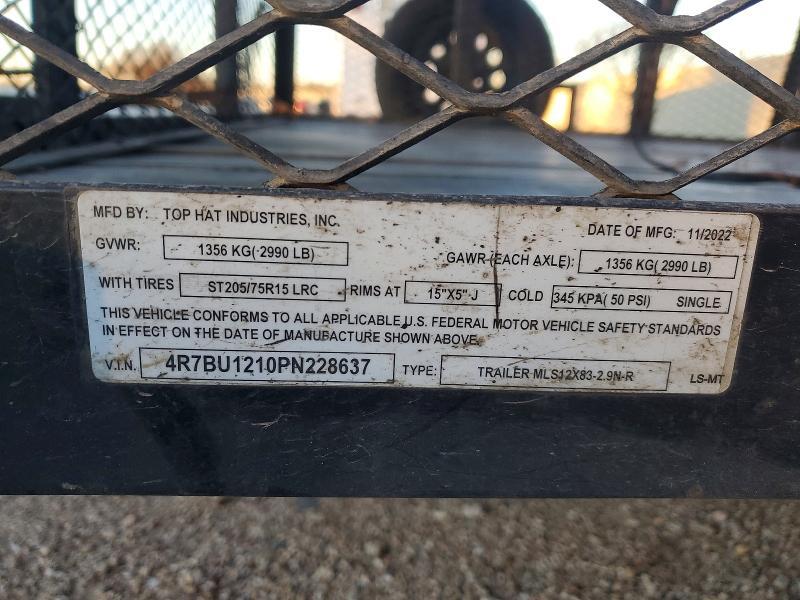 MFD BY: TOP HAT INDUSTRIES, INC. DATE OF MFG: 11/2022
GVWR: 1356 KG( 2990 LB) GAWR (EACH AXLE): 1356 KG( 2990 LB)
WITH TIRES ST205/75R15 LRC RIMS AT 15"X5" J COLD 345 KPA( 50 PSI) SINGLE
THIS VEHICLE CONFORMS TO ALL APPLICABLE U.S. FEDERAL MOTOR VEHICLE SAFETY STANDARDS
IN EFFECT ON THE DATE OF MANUFACTURE SHOWN ABOVE.
V.I.N. 4R7BU1210PN228637 TYPE: TRAILER MLS12X83-2.9N-R LS-MT